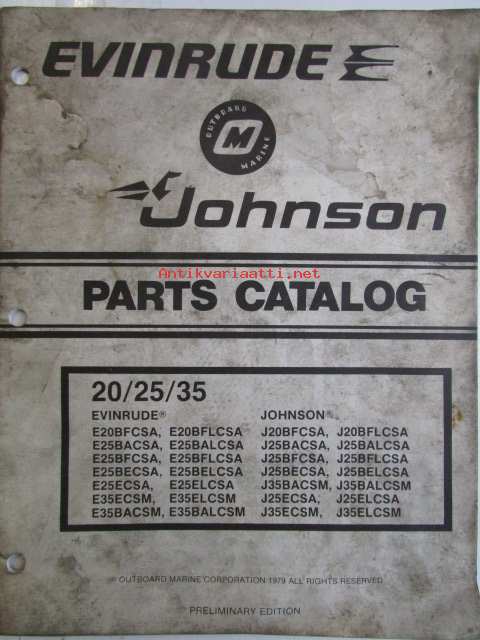 EVINRUDE
OUTBOARD
M
MARINE
Johnson
Antikvariaatti.net
PARTS CATALOG
20/25/35
EVINRUDE® JOHNSON®
E20BFCSA, E20BFLCSA J20BFCSA, J20BFLCSA
E25BACSA, E25BALCSA J25BACSA, J25BALCSA
E25BFCSA, E25BFLCSA J25BFCSA, J25BFLCSA
E25BECSA, E25BELCSA J25BECSA, J25BELCSA
E25ECSA, E25ELCSA J35BACSM, J35BALCSM
E35ECSM, E35ELCSM J25ECSA, J25ELCSA
E35BACSM, E35BALCSM J35ECSM, J35ELCSM
© OUTBOARD MARINE CORPORATION 1979 ALL RIGHTS RESERVED
PRELIMINARY EDITION